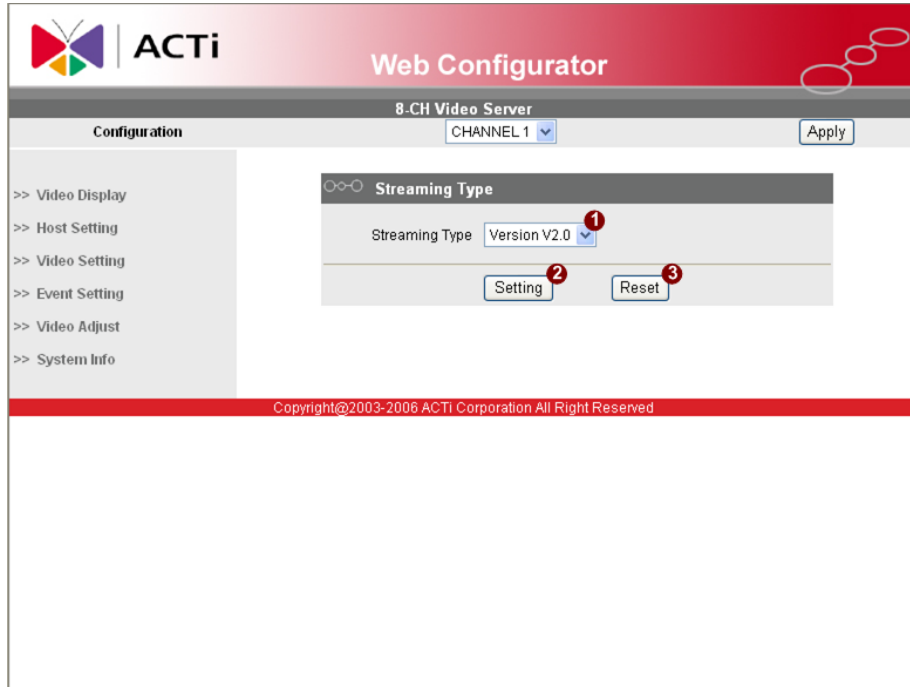 ACTi
Web Configurator
8-CH Video Server
Configuration
CHANNEL 1
Apply
>> Video Display
>> Host Setting
>> Video Setting
>> Event Setting
>> Video Adjust
>> System Info
Streaming Type
Streaming Type Version V2.0 1
Setting 2 Reset 3
Copyright@2003-2006 ACTi Corporation All Right Reserved